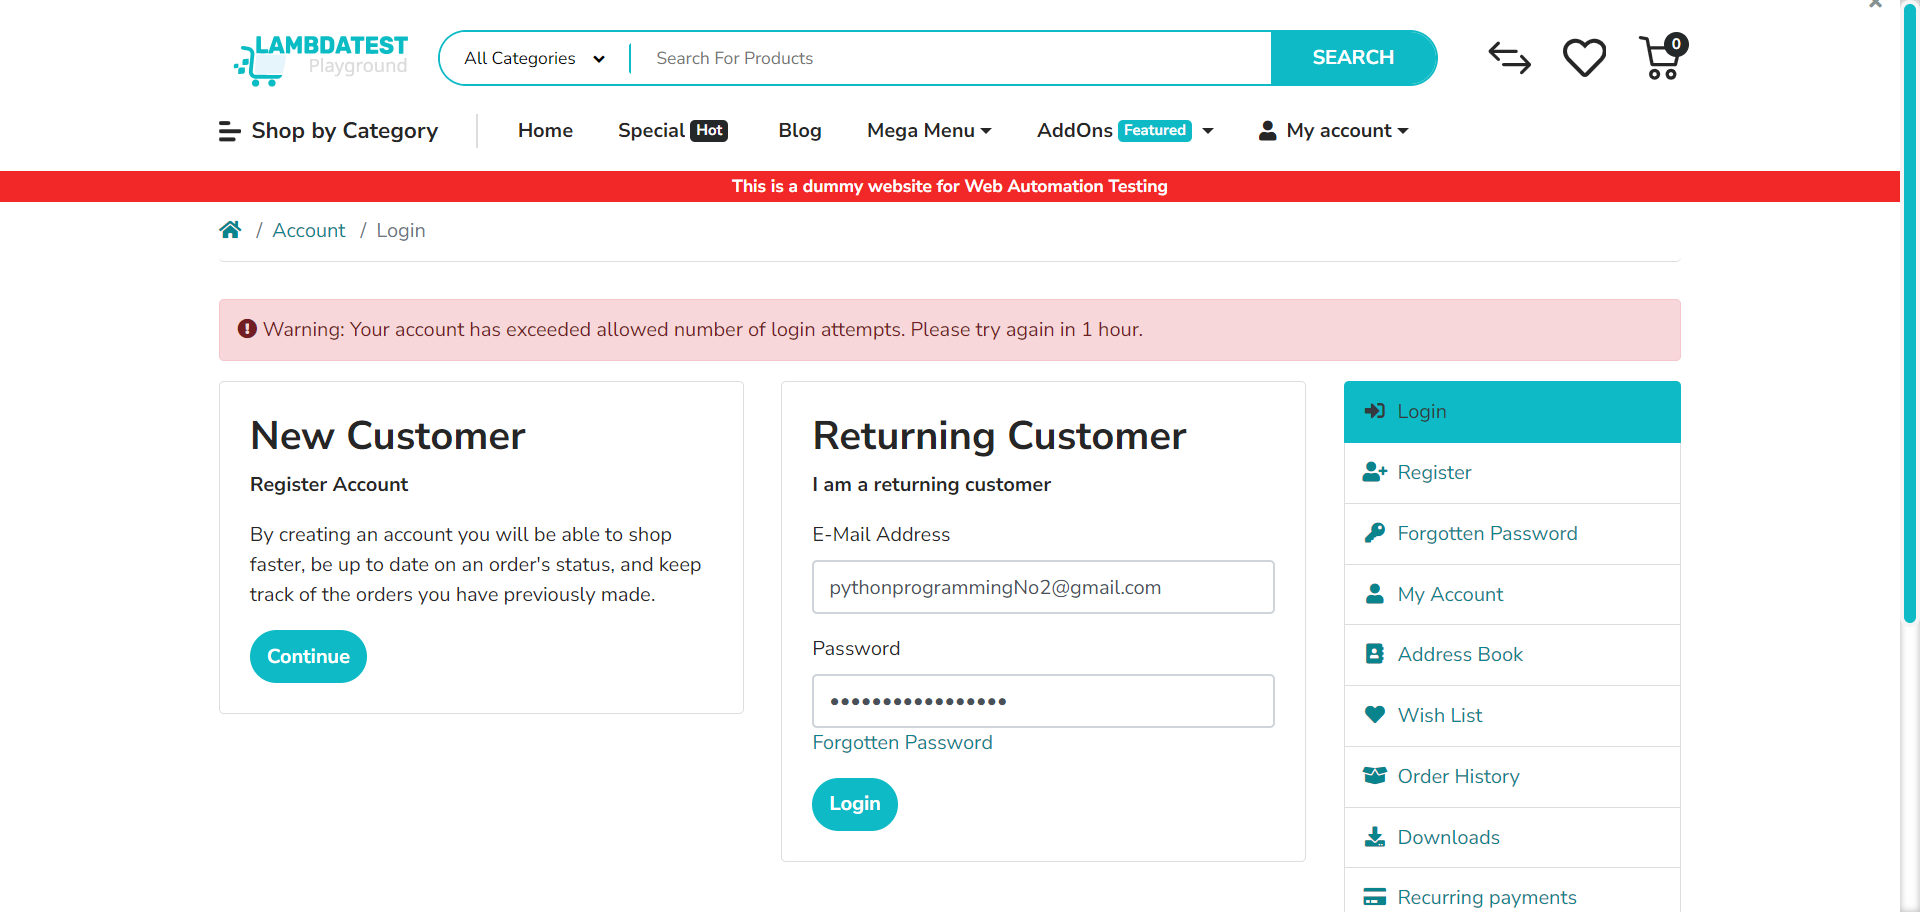 LAMBDATEST
Playground
All Categories
Search For Products
SEARCH
0
Shop by Category
Home
Special Hot
Blog
Mega Menu
AddOns Featured
My account
This is a dummy website for Web Automation Testing
/ Account / Login
Warning: Your account has exceeded allowed number of login attempts. Please try again in 1 hour.
New Customer
Register Account
By creating an account you will be able to shop
faster, be up to date on an order's status, and keep
track of the orders you have previously made.
Continue
Returning Customer
I am a returning customer
E-Mail Address
pythonprogrammingNo2@gmail.com
Password
•••••••••••••••••
Forgotten Password
Login
Login
Register
Forgotten Password
My Account
Address Book
Wish List
Order History
Downloads
Recurring payments